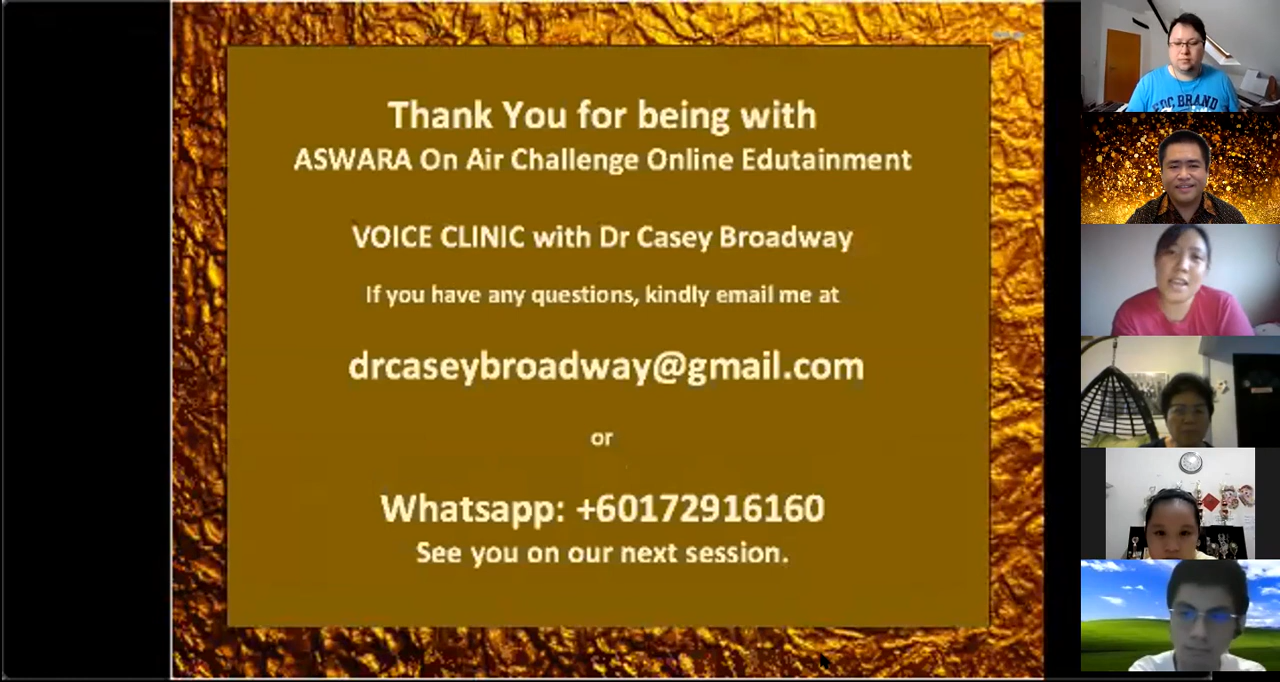 Thank You for being with
ASWARA On Air Challenge Online Edutainment
VOICE CLINIC with Dr Casey Broadway
If you have any questions, kindly email me at
drcaseybroadway@gmail.com
or
Whatsapp: +60172916160
See you on our next session.
BRAND